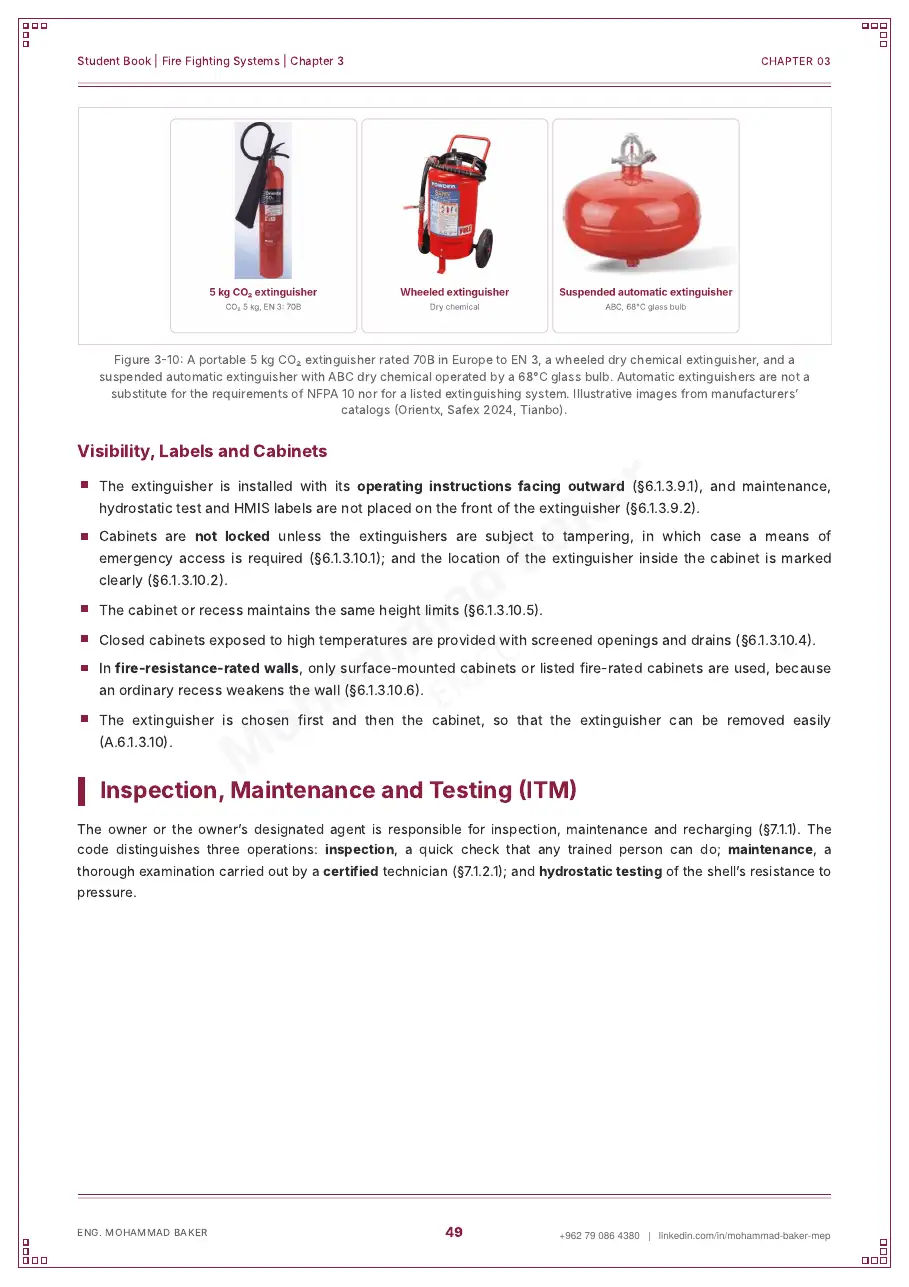 Student Book | Fire Fighting Systems | Chapter 3
CHAPTER 03
POWDER
5 kg CO₂ extinguisher
CO₂ 5 kg, EN 3: 70B
Wheeled extinguisher
Dry chemical
Suspended automatic extinguisher
ABC, 68°C glass bulb
Figure 3-10: A portable 5 kg CO₂ extinguisher rated 70B in Europe to EN 3, a wheeled dry chemical extinguisher, and a
suspended automatic extinguisher with ABC dry chemical operated by a 68°C glass bulb. Automatic extinguishers are not a
substitute for the requirements of NFPA 10 nor for a listed extinguishing system. Illustrative images from manufacturers’
catalogs (Orientx, Safex 2024, Tianbo).
Visibility, Labels and Cabinets
The extinguisher is installed with its operating instructions facing outward (§6.1.3.9.1), and maintenance,
hydrostatic test and HMIS labels are not placed on the front of the extinguisher (§6.1.3.9.2).
Cabinets are not locked unless the extinguishers are subject to tampering, in which case a means of
emergency access is required (§6.1.3.10.1); and the location of the extinguisher inside the cabinet is marked
clearly (§6.1.3.10.2).
The cabinet or recess maintains the same height limits (§6.1.3.10.5).
Closed cabinets exposed to high temperatures are provided with screened openings and drains (§6.1.3.10.4).
In fire-resistance-rated walls, only surface-mounted cabinets or listed fire-rated cabinets are used, because
an ordinary recess weakens the wall (§6.1.3.10.6).
The extinguisher is chosen first and then the cabinet, so that the extinguisher can be removed easily
(A.6.1.3.10).
Inspection, Maintenance and Testing (ITM)
The owner or the owner’s designated agent is responsible for inspection, maintenance and recharging (§7.1.1). The
code distinguishes three operations: inspection, a quick check that any trained person can do; maintenance, a
thorough examination carried out by a certified technician (§7.1.2.1); and hydrostatic testing of the shell’s resistance to
pressure.
ENG. MOHAMMAD BAKER
49
+962 79 086 4380 | linkedin.com/in/mohammad-baker-mep